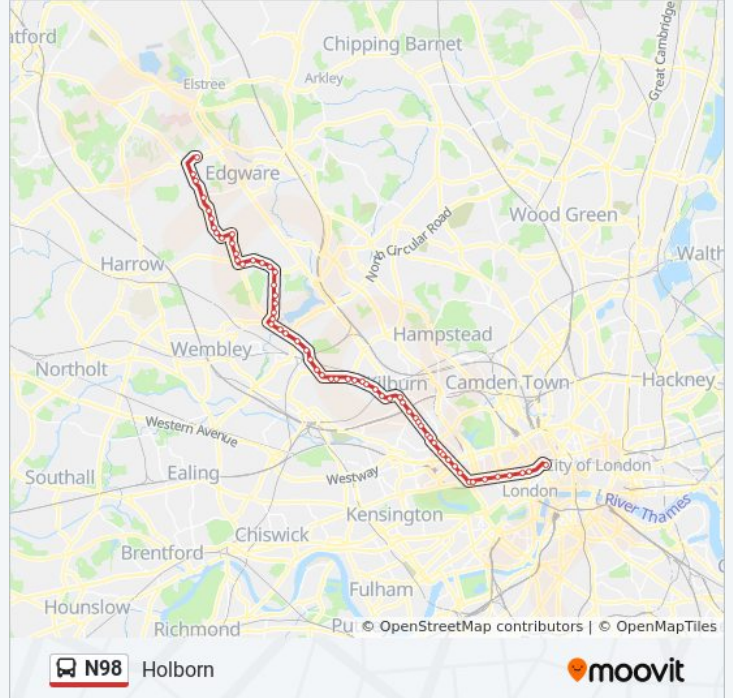 atford
Chipping Barnet
Great Cambridge
Elstree
Arkley
Edgware
Wood Green
North Circular Road
Harrow
Walth
Hampstead
Wembley
Northolt
Kilburn
Camden Town
Hackney
Western Avenue
Southall
Ealing
Westway
City of London
London
River Thames
Kensington
Chiswick
Brentford
Fulham
Hounslow
Richmond
Pu
© OpenStreetMap contributors | © OpenMapTiles
N98
Holborn
moovit